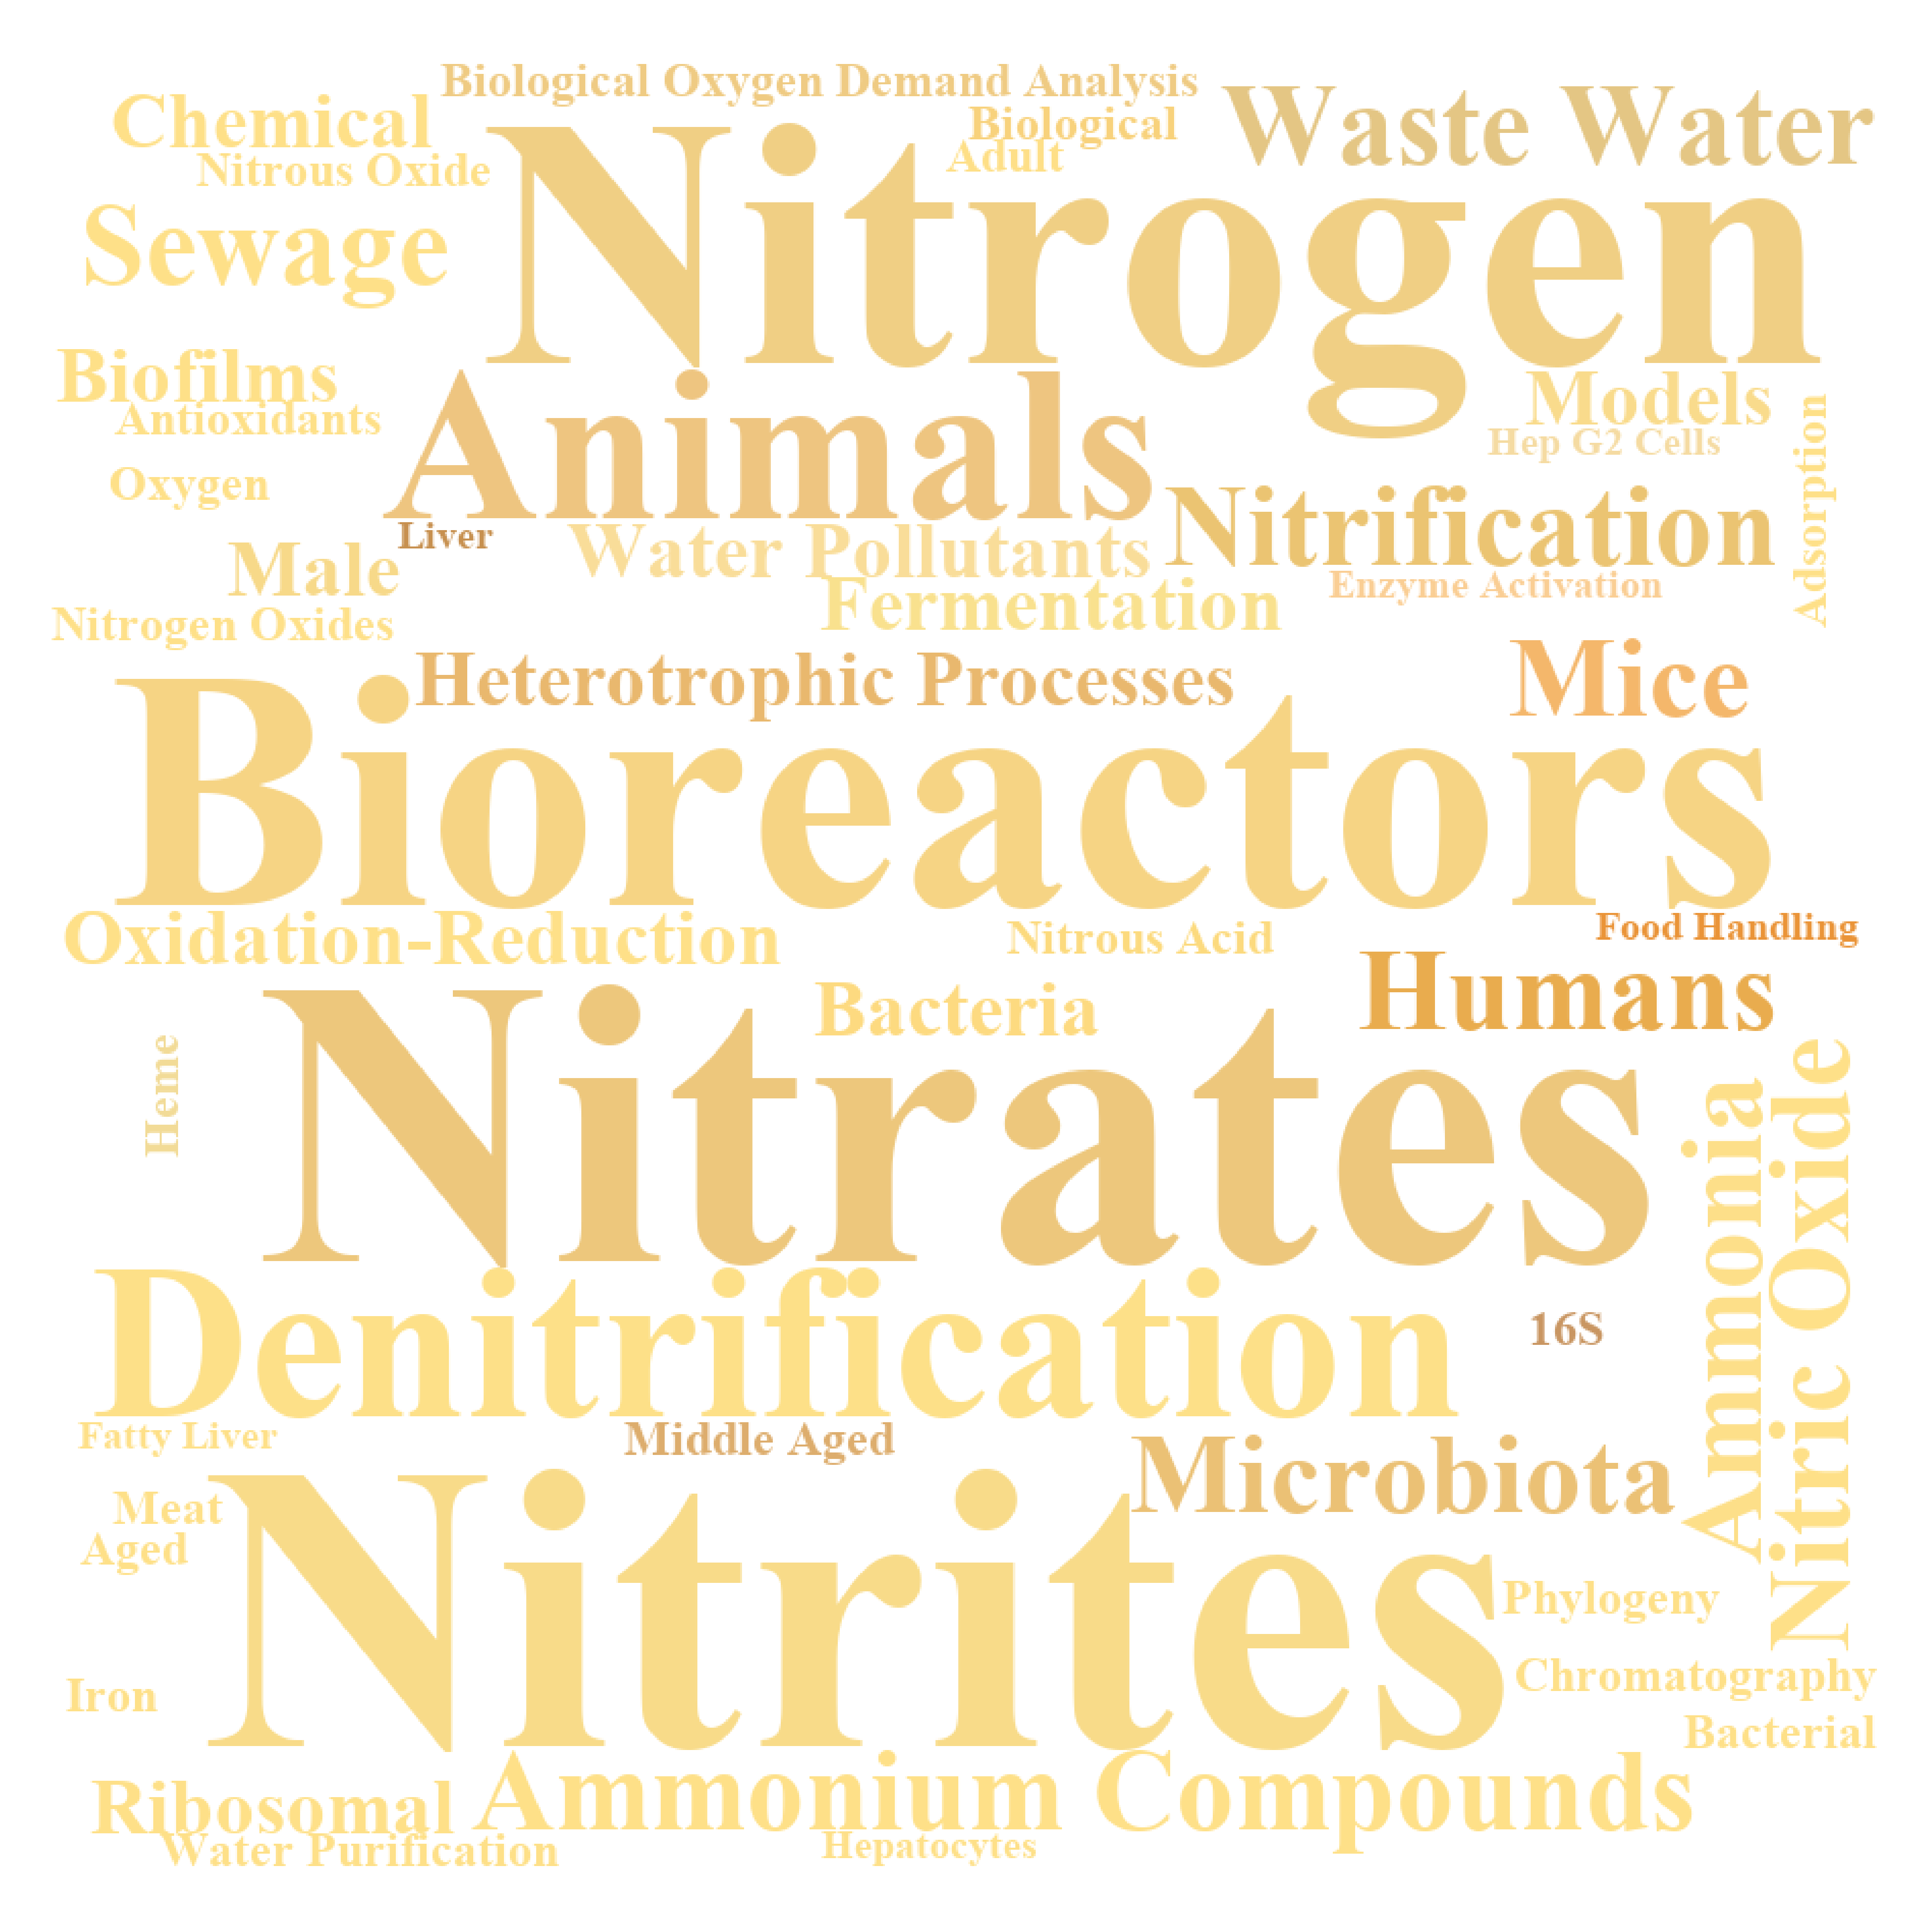 Biological Oxygen Demand Analysis
Chemical
Biological
Waste Water
Nitrous Oxide
Adult
Nitrogen
Sewage
Biofilms
Antioxidants
Animals
Models
Hep G2 Cells
Adsorption
Oxygen
Liver
Nitrification
Male
Water Pollutants
Enzyme Activation
Fermentation
Nitrogen Oxides
Heterotrophic Processes
Mice
Bioreactors
Oxidation-Reduction
Nitrous Acid
Food Handling
Bacteria
Humans
Heme
Nitrates
Ammonia
Nitric Oxide
Denitrification
16S
Fatty Liver
Middle Aged
Microbiota
Meat
Aged
Nitrites
Phylogeny
Iron
Chromatography
Bacterial
Ribosomal
Ammonium Compounds
Water Purification
Hepatocytes